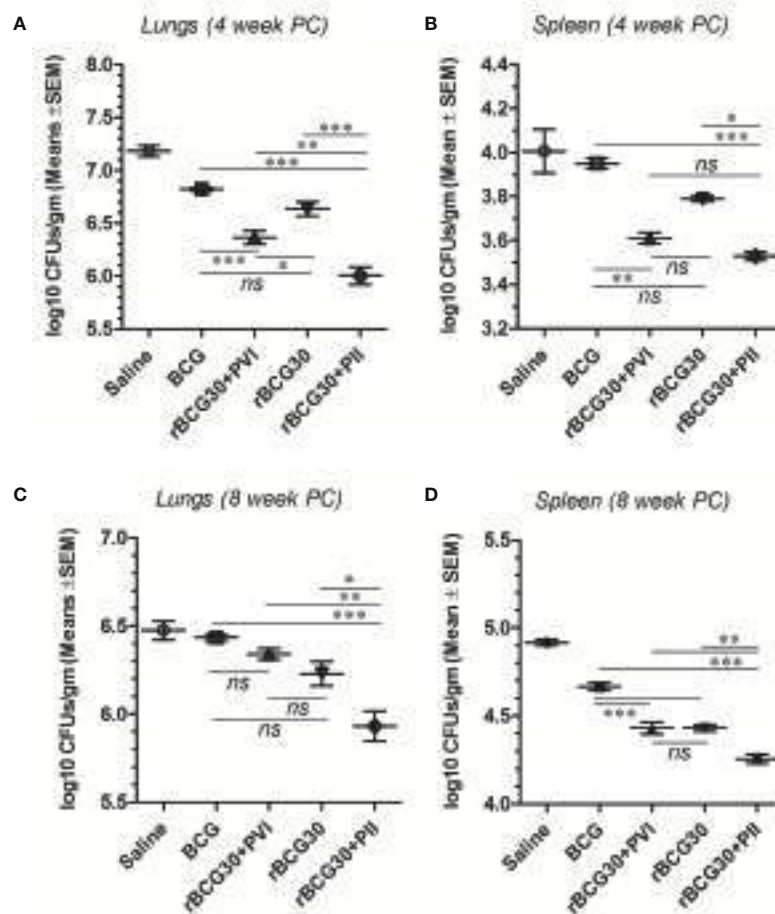 A
Lungs (4 week PC)
log10 CFUs/gm (Means ±SEM)
8.0
7.5
7.0
6.5
6.0
5.5
***
**
***
***
*
ns
Saline
BCG
rBCG30+PVI
rBCG30
rBCG30+PII
B
Spleen (4 week PC)
log10 CFUs/gm (Mean ± SEM)
4.4
4.2
4.0
3.8
3.6
3.4
3.2
*
***
ns
ns
**
ns
Saline
BCG
rBCG30+PVI
rBCG30
rBCG30+PII
C
Lungs (8 week PC)
log10 CFUs/gm (Means ±SEM)
7.0
6.5
6.0
5.5
*
**
***
ns
ns
ns
Saline
BCG
rBCG30+PVI
rBCG30
rBCG30+PII
D
Spleen (8 week PC)
log10 CFUs/gm (Mean ± SEM)
5.5
5.0
4.5
4.0
**
***
***
ns
Saline
BCG
rBCG30+PVI
rBCG30
rBCG30+PII